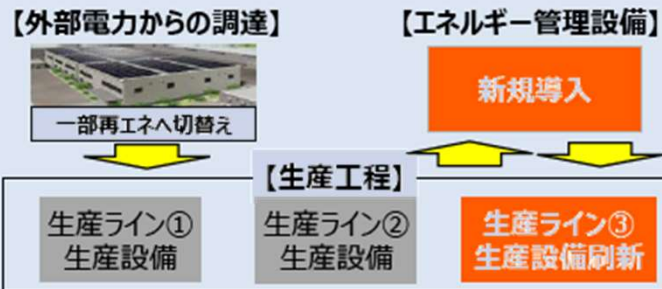 【外部電力からの調達】
【エネルギー管理設備】
一部再エネへ切替え
新規導入
【生産工程】
生産ライン①
生産設備
生産ライン②
生産設備
生産ライン③
生産設備刷新